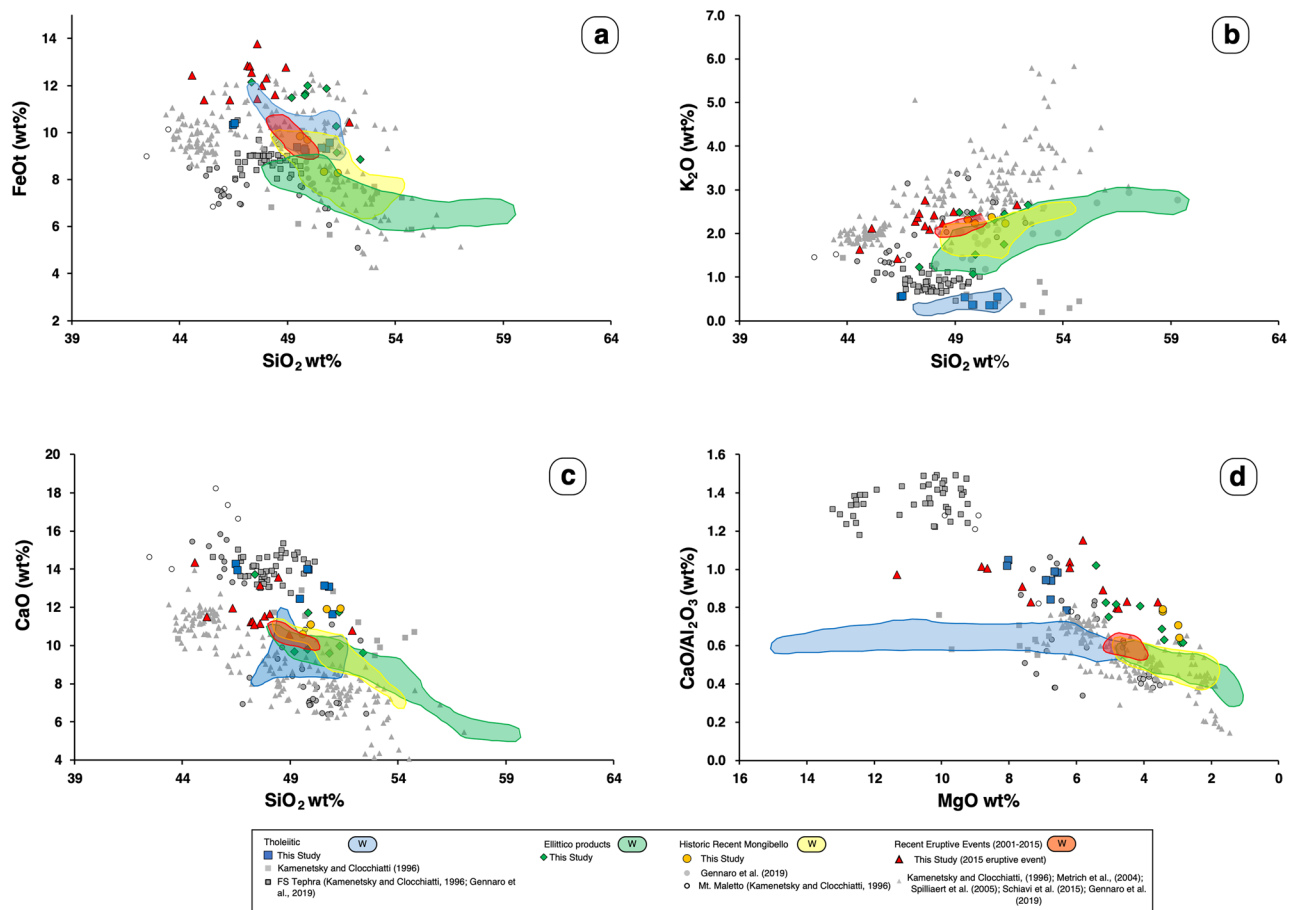 a
14
12
10
8
6
4
2
39
44
49
54
59
64
FeOt (wt%)
SiO₂ wt%
b
7.0
6.0
5.0
4.0
3.0
2.0
1.0
0.0
39
44
49
54
59
64
K₂O (wt%)
SiO₂ wt%
c
20
18
16
14
12
10
8
6
4
39
44
49
54
59
64
CaO (wt%)
SiO₂ wt%
d
1.6
1.4
1.2
1.0
0.8
0.6
0.4
0.2
0.0
16
14
12
10
8
6
4
2
0
CaO/Al₂O₃ (wt%)
MgO wt%
Tholeiitic W
This Study
Kamenetsky and Clocchiatti (1996)
FS Tephra (Kamenetsky and Clocchiatti, 1996; Gennaro et
al., 2019)
Ellittico products W
This Study
Historic Recent Mongibello W
This Study
Gennaro et al. (2019)
Mt. Maletto (Kamenetsky and Clocchiatti, 1996)
Recent Eruptive Events (2001-2015) W
This Study (2015 eruptive event)
Kamenetsky and Clocchiatti, (1996); Metrich et al., (2004);
Spilliaert et al. (2005); Schiavi et al. (2015); Gennaro et al.
(2019)